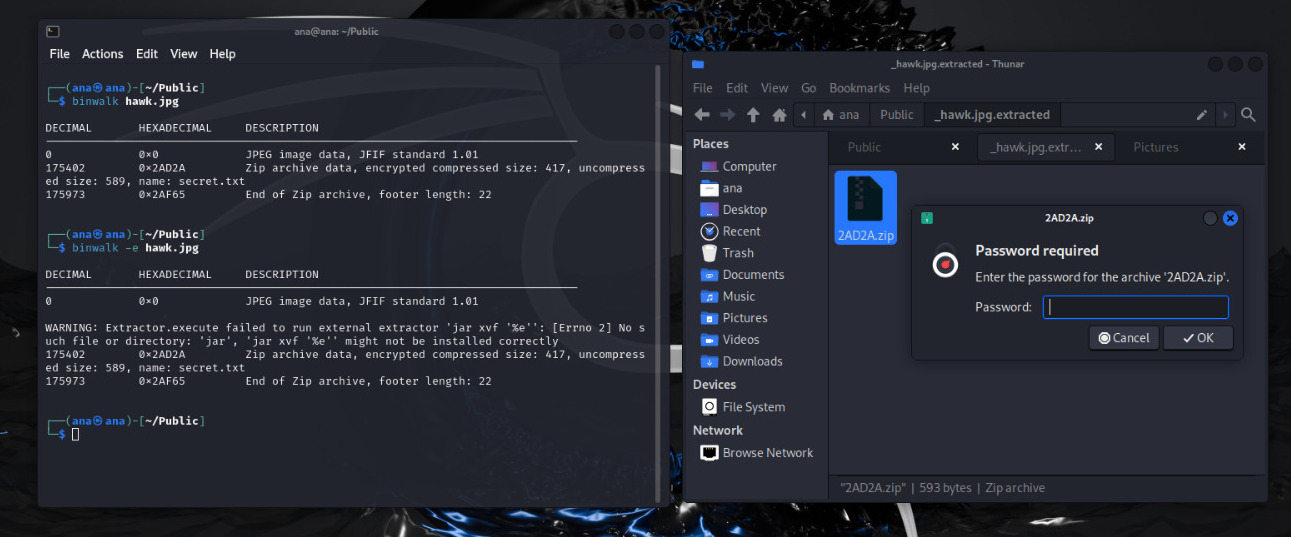 ana@ana: ~/Public
File Actions Edit View Help
┌──(ana㉿ana)-[~/Public]
└─$ binwalk hawk.jpg
DECIMAL HEXADECIMAL DESCRIPTION
0 0×0 JPEG image data, JFIF standard 1.01
175402 0×2AD2A Zip archive data, encrypted compressed size: 417, uncompress
ed size: 589, name: secret.txt
175973 0×2AF65 End of Zip archive, footer length: 22
┌──(ana㉿ana)-[~/Public]
└─$ binwalk -e hawk.jpg
DECIMAL HEXADECIMAL DESCRIPTION
0 0×0 JPEG image data, JFIF standard 1.01
WARNING: Extractor.execute failed to run external extractor 'jar xvf '%e'': [Errno 2] No s
uch file or directory: 'jar', 'jar xvf '%e'' might not be installed correctly
175402 0×2AD2A Zip archive data, encrypted compressed size: 417, uncompress
ed size: 589, name: secret.txt
175973 0×2AF65 End of Zip archive, footer length: 22
┌──(ana㉿ana)-[~/Public]
└─$
_hawk.jpg.extracted - Thunar
File Edit View Go Bookmarks Help
ana Public _hawk.jpg.extracted
Places
Computer
ana
Desktop
Recent
Trash
Documents
Music
Pictures
Videos
Downloads
Devices
File System
Network
Browse Network
Public _hawk.jpg.extr... Pictures
2AD2A.zip
2AD2A.zip
Password required
Enter the password for the archive '2AD2A.zip'.
Password:
Cancel OK
"2AD2A.zip" | 593 bytes | Zip archive